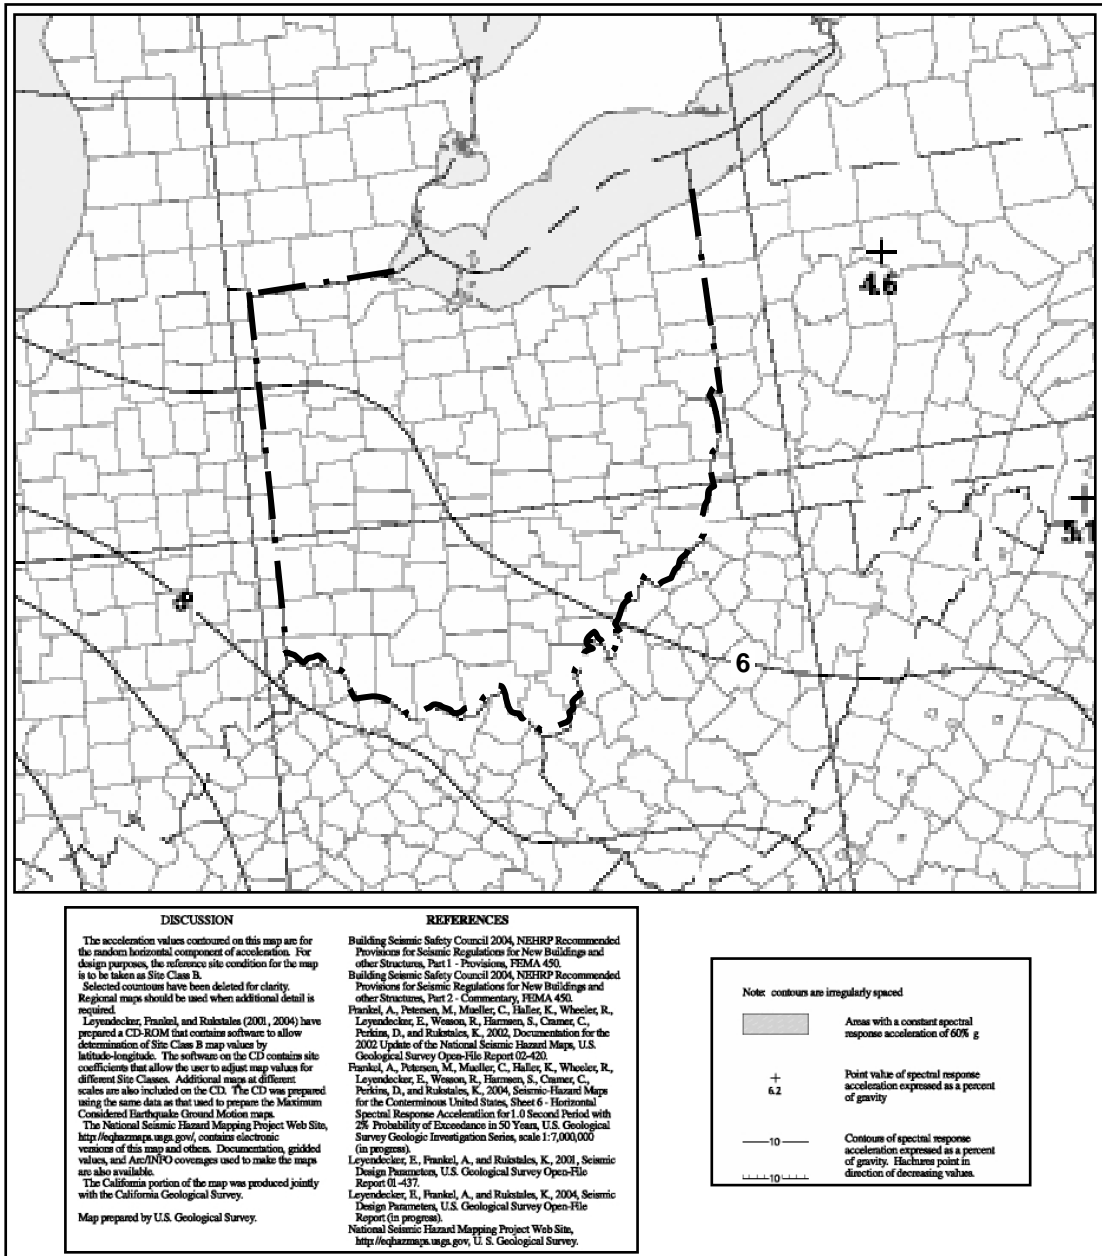 4.6
5.1
6
8
DISCUSSION
The acceleration values contoured on this map are for
the random horizontal component of acceleration. For
design purposes, the reference site condition for the map
is to be taken as Site Class B.
Selected countours have been deleted for clarity.
Regional maps should be used when additional detail is
required.
Leyendecker, Frankel, and Rukstales (2001, 2004) have
prepared a CD-ROM that contains software to allow
determination of Site Class B map values by
latitude-longitude. The software on the CD contains site
coefficients that allow the user to adjust map values for
different Site Classes. Additional maps at different
scales are also included on the CD. The CD was prepared
using the same data as that used to prepare the Maximum
Considered Earthquake Ground Motion maps.
The National Seismic Hazard Mapping Project Web Site,
http://eqhazmaps.usgs.gov/, contains electronic
versions of this map and others. Documentation, gridded
values, and Arc/INFO coverages used to make the maps
are also available.
The California portion of the map was produced jointly
with the California Geological Survey.
Map prepared by U.S. Geological Survey.
REFERENCES
Building Seismic Safety Council 2004, NEHRP Recommended
Provisions for Seismic Regulations for New Buildings and
other Structures, Part 1 - Provisions, FEMA 450.
Building Seismic Safety Council 2004, NEHRP Recommended
Provisions for Seismic Regulations for New Buildings and
other Structures, Part 2 - Commentary, FEMA 450.
Frankel, A., Petersen, M., Mueller, C., Haller, K., Wheeler, R.,
Leyendecker, E., Wesson, R., Harmsen, S., Cramer, C.,
Perkins, D., and Rukstales, K., 2002, Documentation for the
2002 Update of the National Seismic Hazard Maps, U.S.
Geological Survey Open-File Report 02-420.
Frankel, A., Petersen, M., Mueller, C., Haller, K., Wheeler, R.,
Leyendecker, E., Wesson, R., Harmsen, S., Cramer, C.,
Perkins, D., and Rukstales, K., 2004, Seismic-Hazard Maps
for the Conterminous United States, Sheet 6 - Horizontal
Spectral Response Acceleratiion for 1.0 Second Period with
2% Probability of Exceedance in 50 Years, U.S. Geological
Survey Geologic Investigation Series, scale 1:7,000,000
(in progress).
Leyendecker, E., Frankel, A., and Rukstales, K., 2001, Seismic
Design Parameters, U.S. Geological Survey Open-File
Report 01-437.
Leyendecker, E., Frankel, A., and Rukstales, K., 2004, Seismic
Design Parameters, U.S. Geological Survey Open-File
Report (in progress).
National Seismic Hazard Mapping Project Web Site,
http://eqhazmaps.usgs.gov, U. S. Geological Survey.
Note: contours are irregularly spaced
Areas with a constant spectral
response acceleration of 60% g
6.2
Point value of spectral response
acceleration expressed as a percent
of gravity
10
10
Contours of spectral response
acceleration expressed as a percent
of gravity. Hachures point in
direction of decreasing values.